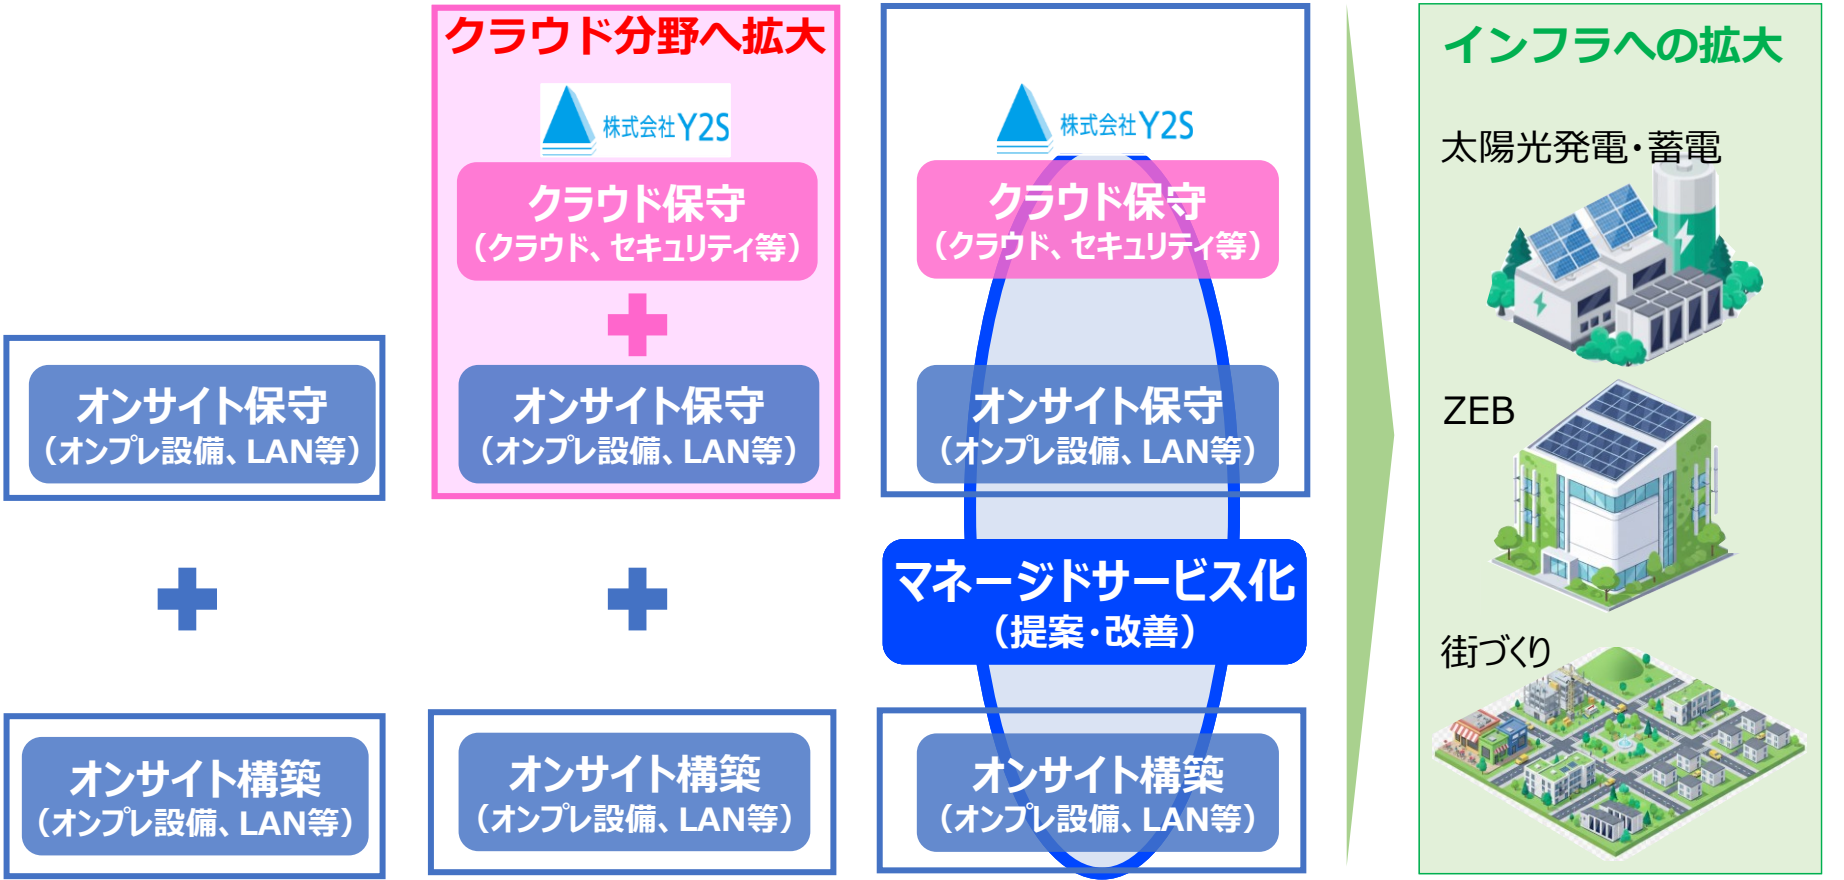 オンサイト保守
（オンプレ設備、LAN等）
オンサイト構築
（オンプレ設備、LAN等）
クラウド分野へ拡大
株式会社Y2S
クラウド保守
（クラウド、セキュリティ等）
オンサイト保守
（オンプレ設備、LAN等）
オンサイト構築
（オンプレ設備、LAN等）
株式会社Y2S
クラウド保守
（クラウド、セキュリティ等）
オンサイト保守
（オンプレ設備、LAN等）
マネージドサービス化
（提案・改善）
オンサイト構築
（オンプレ設備、LAN等）
インフラへの拡大
太陽光発電・蓄電
ZEB
街づくり